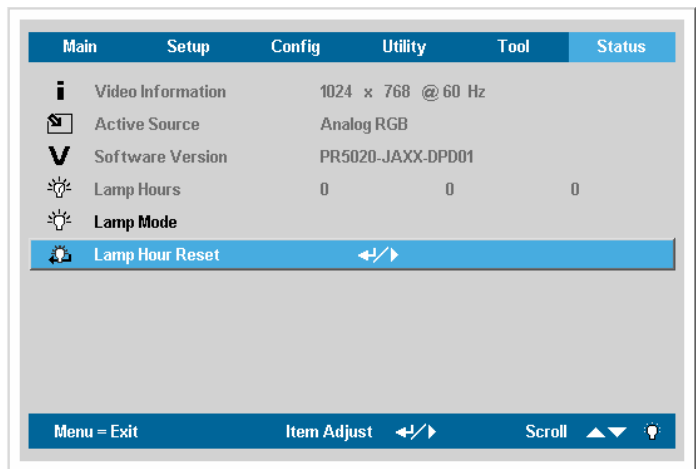 Main Setup Config Utility Tool Status
Video Information 1024 x 768 @ 60 Hz
Active Source Analog RGB
Software Version PR5020-JAXX-DPD01
Lamp Hours 0 0 0
Lamp Mode
Lamp Hour Reset
Menu = Exit Item Adjust Scroll